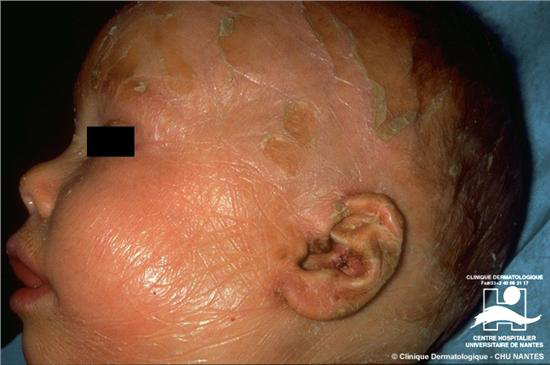 CLINIQUE DERMATOLOGIQUE
H
CENTRE HOSPITALIER
UNIVERSITAIRE DE NANTES
© Clinique Dermatologique - CHU NANTES